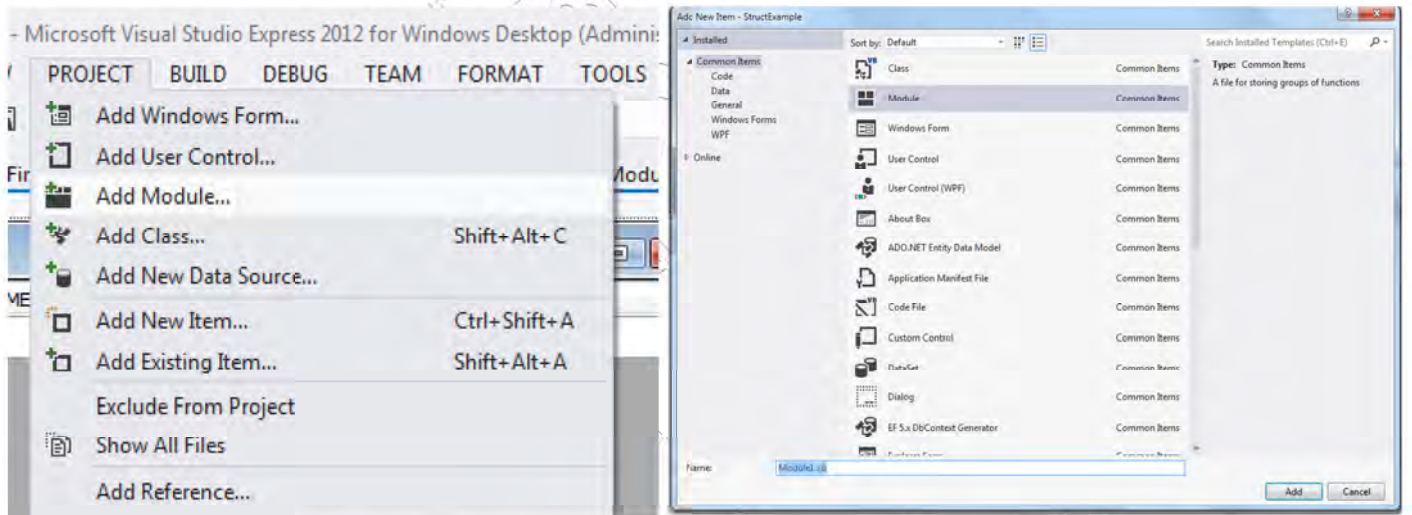 - Microsoft Visual Studio Express 2012 for Windows Desktop (Adminis
PROJECT BUILD DEBUG TEAM FORMAT TOOLS
Add Windows Form...
Add User Control...
Fir
Modu
Add Module...
Add Class... Shift+Alt+C
Add New Data Source...
ME
Add New Item... Ctrl+Shift+A
Add Existing Item... Shift+Alt+A
Exclude From Project
Show All Files
Add Reference...
Add New Item - StructExample
Installed
Common Items
Code
Data
General
Windows Forms
WPF
Online
Sort by: Default
Search Installed Templates (Ctrl+E)
Class Common Items
Module Common Items
Windows Form Common Items
User Control Common Items
User Control (WPF) Common Items
About Box Common Items
ADO.NET Entity Data Model Common Items
Application Manifest File Common Items
Code File Common Items
Custom Control Common Items
DataSet Common Items
Dialog Common Items
EF 5.x DbContext Generator Common Items
Common Items
Type: Common Items
A file for storing groups of functions
Name: Module1.vb
Add Cancel